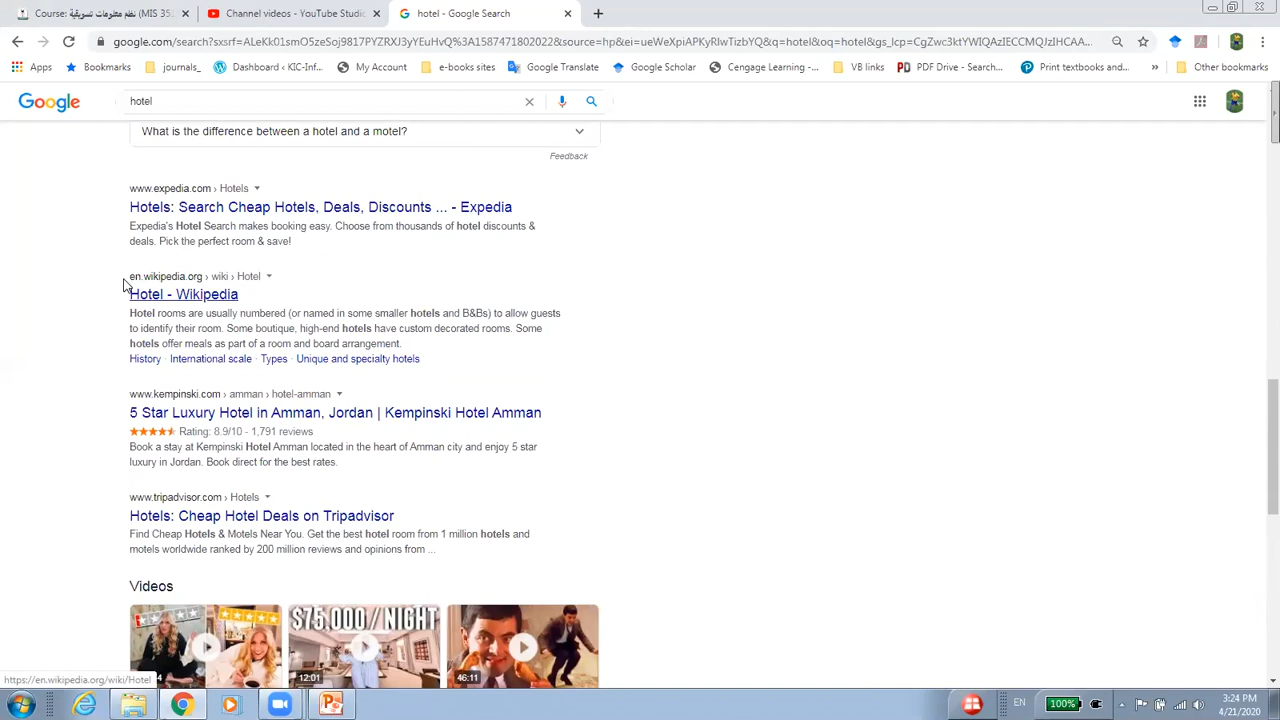 Course: نظم معلومات تسويقية (MIS 352
Channel videos - YouTube Studio
hotel - Google Search
google.com/search?sxsrf=ALeKk01smO5zeSoj9817PYZRXJ3yYEuHvQ%3A1587471802022&source=hp&ei=ueWeXpiAPKyRlwTizbYQ&q=hotel&oq=hotel&gs_lcp=CgZwc3ktYWIQAzIECCMQJzIHCAA...
Apps
Bookmarks
journals_
Dashboard – KIC-Inf...
My Account
e-books sites
Google Translate
Google Scholar
Cengage Learning -...
VB links
PDF Drive - Search...
Print textbooks and...
»
Other bookmarks
Google
hotel
What is the difference between a hotel and a motel?
Feedback
www.expedia.com › Hotels
Hotels: Search Cheap Hotels, Deals, Discounts ... - Expedia
Expedia's Hotel Search makes booking easy. Choose from thousands of hotel discounts &
deals. Pick the perfect room & save!
en.wikipedia.org › wiki › Hotel
Hotel - Wikipedia
Hotel rooms are usually numbered (or named in some smaller hotels and B&Bs) to allow guests
to identify their room. Some boutique, high-end hotels have custom decorated rooms. Some
hotels offer meals as part of a room and board arrangement.
History · International scale · Types · Unique and specialty hotels
www.kempinski.com › amman › hotel-amman
5 Star Luxury Hotel in Amman, Jordan | Kempinski Hotel Amman
Rating: 8.9/10 - 1,791 reviews
Book a stay at Kempinski Hotel Amman located in the heart of Amman city and enjoy 5 star
luxury in Jordan. Book direct for the best rates.
www.tripadvisor.com › Hotels
Hotels: Cheap Hotel Deals on Tripadvisor
Find Cheap Hotels & Motels Near You. Get the best hotel room from 1 million hotels and
motels worldwide ranked by 200 million reviews and opinions from ...
Videos
$75,000 / NIGHT
12:01
46:11
https://en.wikipedia.org/wiki/Hotel
EN
100%
3:24 PM
4/21/2020